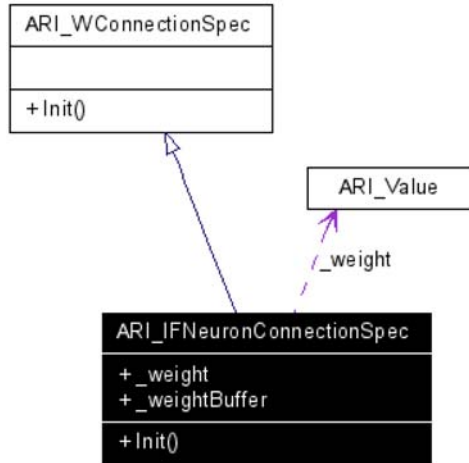 ARI_WConnectionSpec
+ Init()
ARI_Value
_weight
ARI_IFNeuronConnectionSpec
+ _weight
+ _weightBuffer
+ Init()